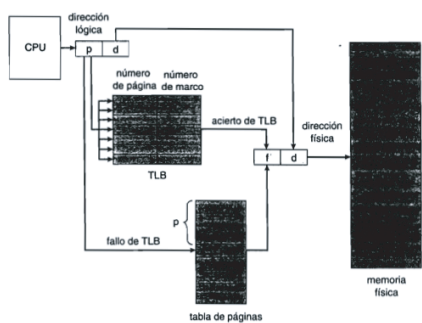 dirección
lógica
CPU
p d
número
de página
número
de marco
acierto de TLB
dirección
física
f d
TLB
p
fallo de TLB
tabla de páginas
memoria
física